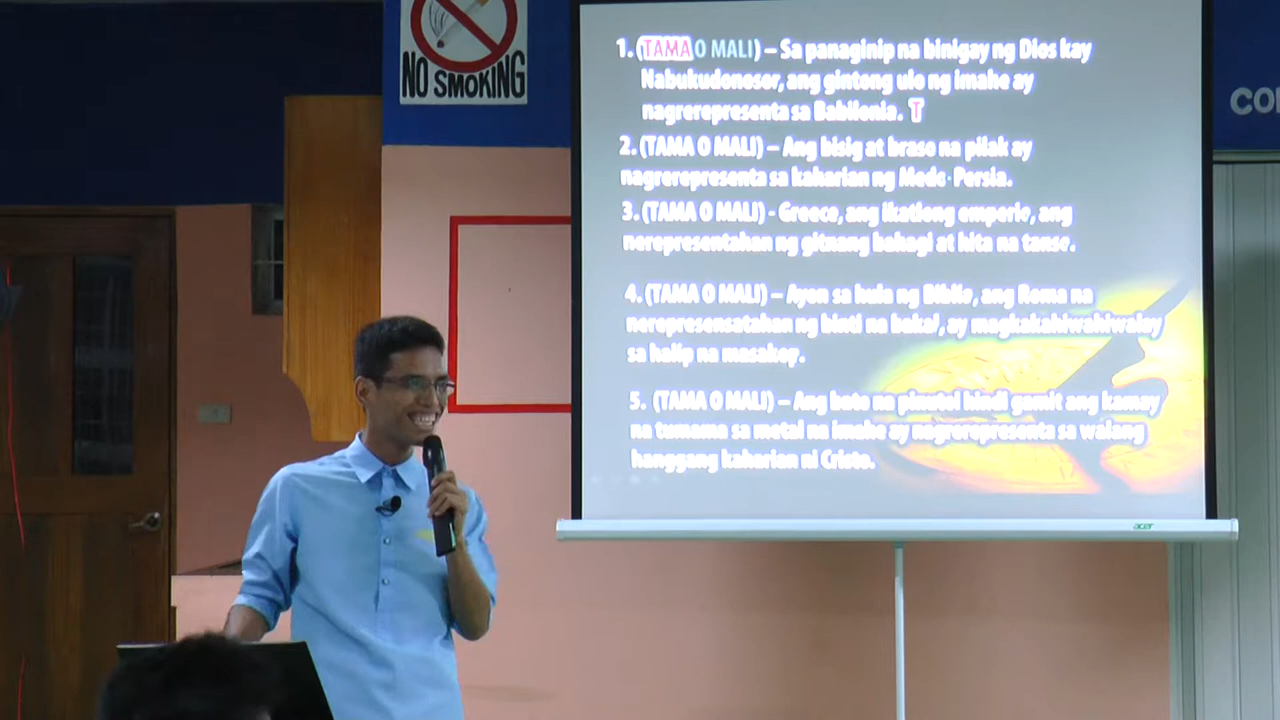 NO SMOKING
1. (TAMA O MALI) – Sa panaginip na binigay ng Dios kay
Nabukudonosor, ang gintong ulo ng imahe ay
nagrerepresenta sa Babilonia. T
2. (TAMA O MALI) – Ang bisig at braso na pilak ay
nagrerepresenta sa kaharian ng Medo-Persia.
3. (TAMA O MALI) - Greece, ang ikatlong emperio, ang
nerepresentahan ng gitnang bahagi at hita na tanso.
4. (TAMA O MALI) – Ayon sa hula ng Biblia, ang Roma na
nerepresensatahan ng binti na bakal, ay magkakahiwahiwalay
sa halip na masakop.
5. (TAMA O MALI) – Ang bato na pinutol hindi gamit ang kamay
na tumama sa metal na imahe ay nagrerepresenta sa walang
hanggang kaharian ni Cristo.
acer